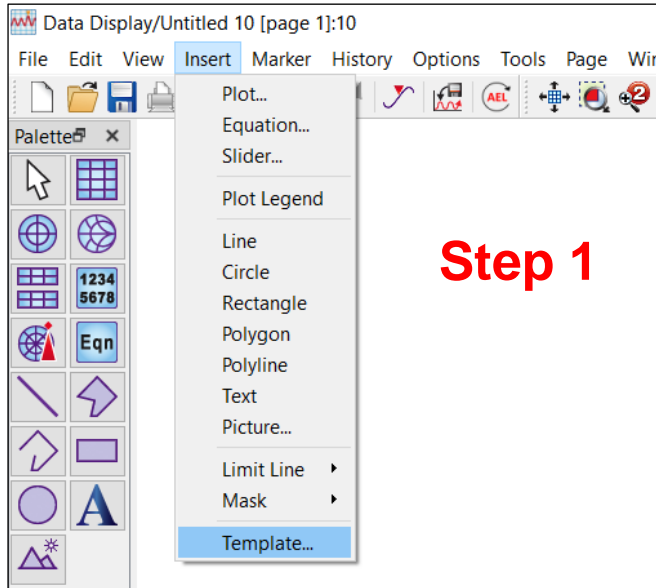 Data Display/Untitled 10 [page 1]:10
File Edit View Insert Marker History Options Tools Page
AEL 2
Palette
Plot...
Equation...
Slider...
Plot Legend
Line
Circle
Rectangle
Polygon
Polyline
Text
Picture...
Limit Line
Mask
Template...
Step 1
1234
5678
Eqn
A